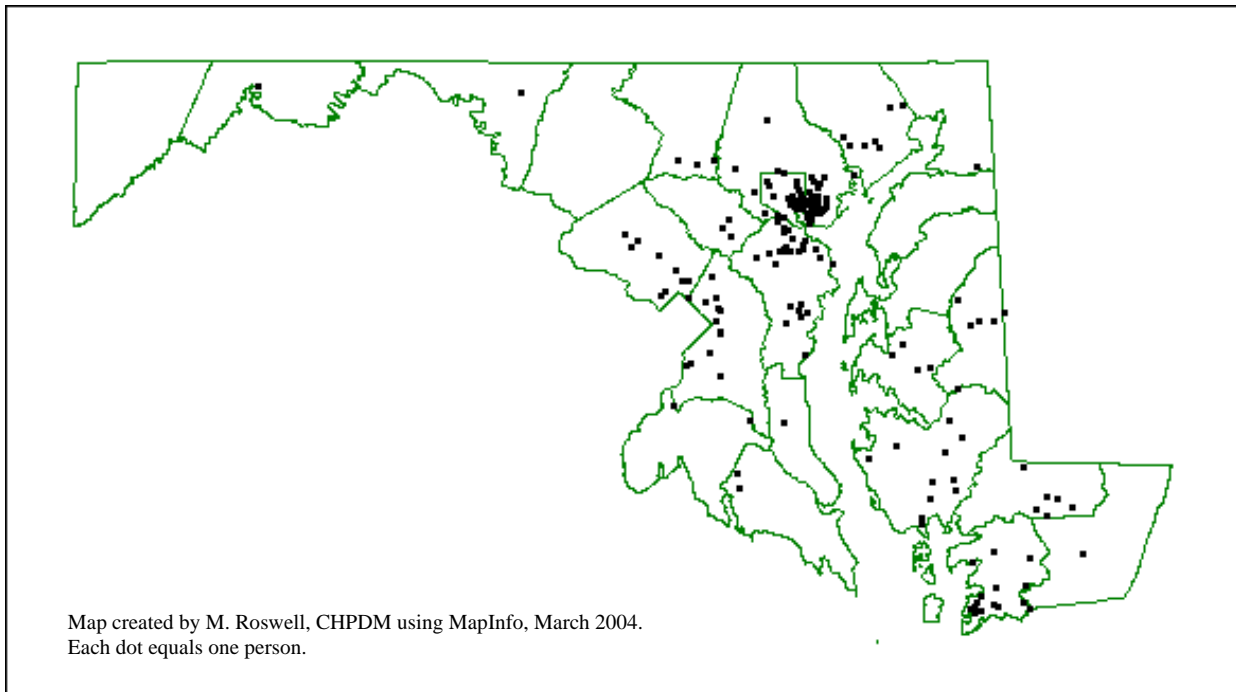 Map created by M. Roswell, CHPDM using MapInfo, March 2004.
Each dot equals one person.